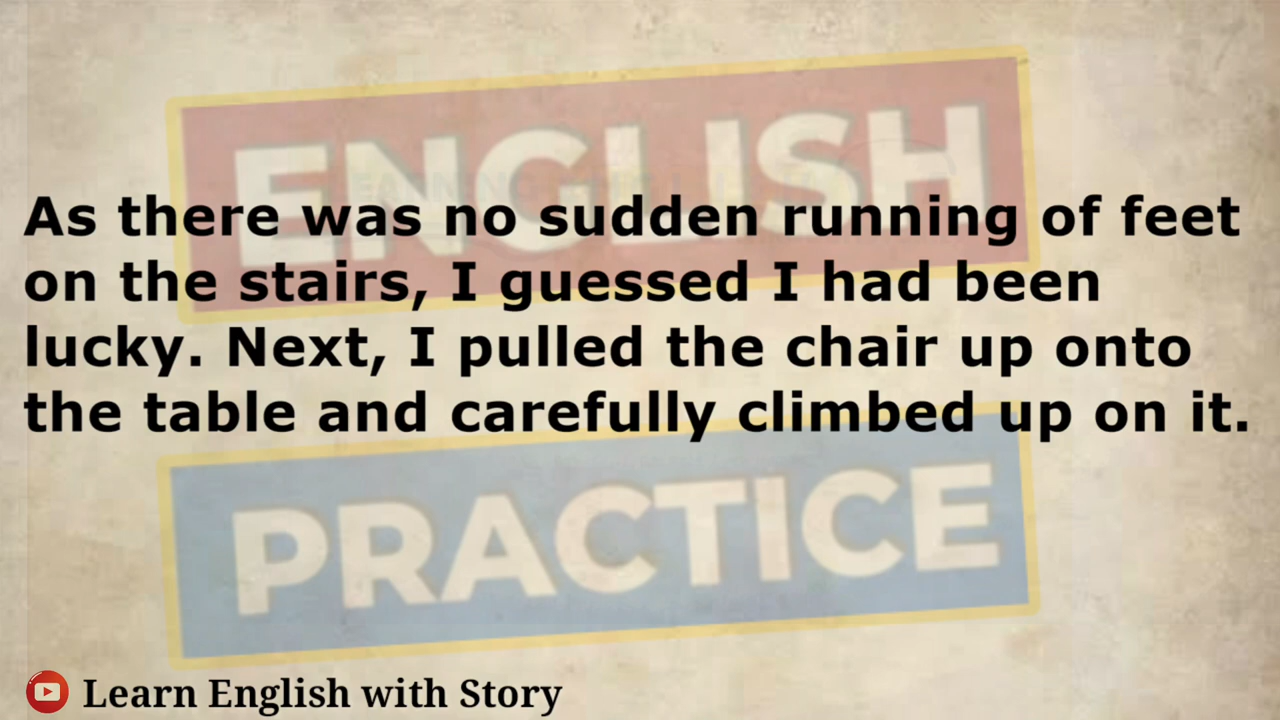 ENGLISH
As there was no sudden running of feet
on the stairs, I guessed I had been
lucky. Next, I pulled the chair up onto
the table and carefully climbed up on it.
PRACTICE
Learn English with Story